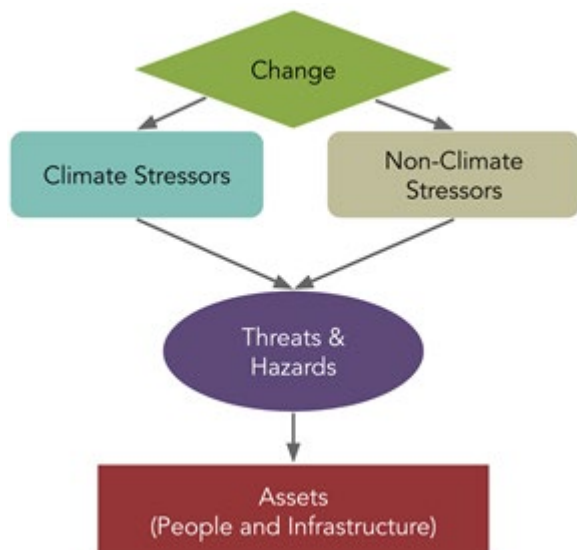 Change
Climate Stressors
Non-Climate
Stressors
Threats &
Hazards
Assets
(People and Infrastructure)